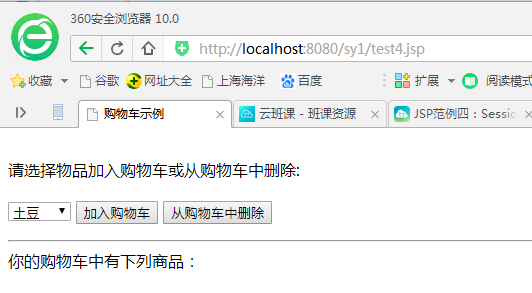 360安全浏览器 10.0
http://localhost:8080/sy1/test4.jsp
收藏 谷歌 网址大全 上海海洋 百度 扩展 阅读模式
购物车示例 云班课 - 班课资源 JSP范例四：Sessic
请选择物品加入购物车或从购物车中删除:
土豆 加入购物车 从购物车中删除
你的购物车中有下列商品：